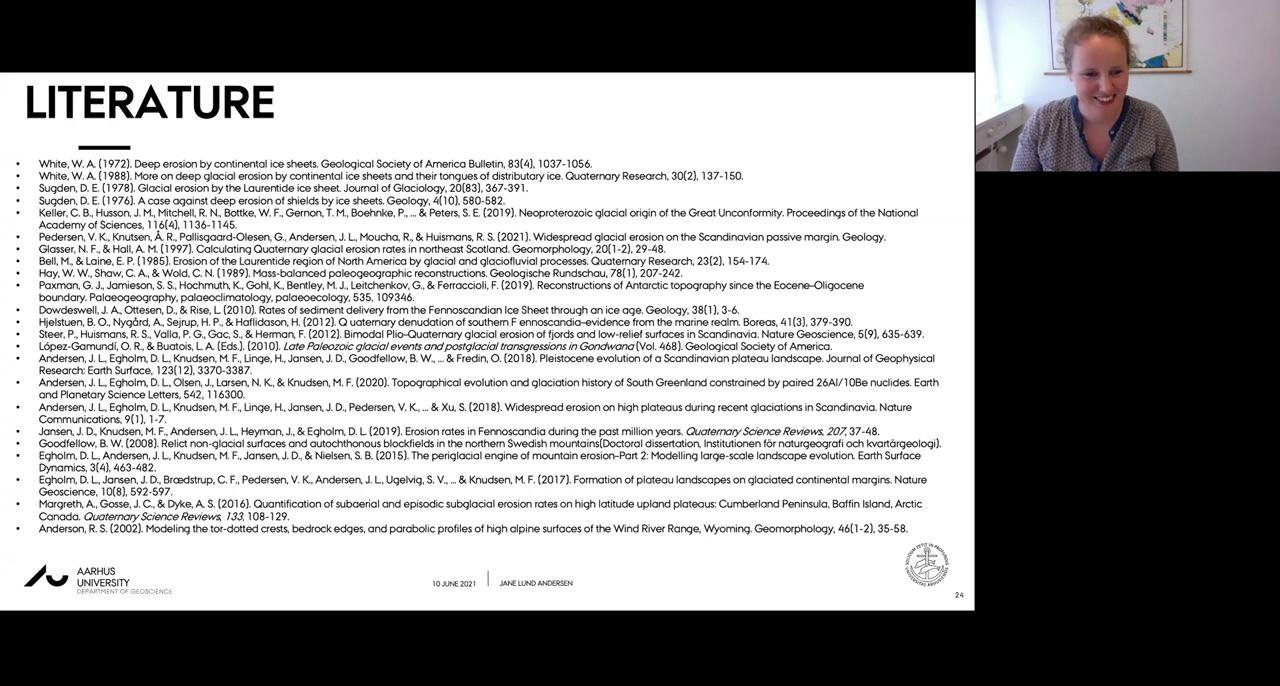 LITERATURE
• White, W. A. (1972). Deep erosion by continental ice sheets. Geological Society of America Bulletin, 83(4), 1037-1056.
• White, W. A. (1988). More on deep glacial erosion by continental ice sheets and their tongues of distributary ice. Quaternary Research, 30(2), 137-150.
• Sugden, D. E. (1978). Glacial erosion by the Laurentide ice sheet. Journal of Glaciology, 20(83), 367-391.
• Sugden, D. E. (1976). A case against deep erosion of shields by ice sheets. Geology, 4(10), 580-582.
• Keller, C. B., Husson, J. M., Mitchell, R. N., Bottke, W. F., Gernon, T. M., Boehnke, P., ... & Peters, S. E. (2019). Neoproterozoic glacial origin of the Great Unconformity. Proceedings of the National
Academy of Sciences, 116(4), 1136-1145.
• Pedersen, V. K., Knutsen, Å. R., Pallisgaard-Olesen, G., Andersen, J. L., Moucha, R., & Huismans, R. S. (2021). Widespread glacial erosion on the Scandinavian passive margin. Geology.
• Glasser, N. F., & Hall, A. M. (1997). Calculating Quaternary glacial erosion rates in northeast Scotland. Geomorphology, 20(1-2), 29-48.
• Bell, M., & Laine, E. P. (1985). Erosion of the Laurentide region of North America by glacial and glaciofluvial processes. Quaternary Research, 23(2), 154-174.
• Hay, W. W., Shaw, C. A., & Wold, C. N. (1989). Mass-balanced paleogeographic reconstructions. Geologische Rundschau, 78(1), 207-242.
• Paxman, G. J., Jamieson, S. S., Hochmuth, K., Gohl, K., Bentley, M. J., Leitchenkov, G., & Ferraccioli, F. (2019). Reconstructions of Antarctic topography since the Eocene–Oligocene
boundary. Palaeogeography, palaeoclimatology, palaeoecology, 535, 109346.
• Dowdeswell, J. A., Ottesen, D., & Rise, L. (2010). Rates of sediment delivery from the Fennoscandian Ice Sheet through an ice age. Geology, 38(1), 3-6.
• Hjelstuen, B. O., Nygård, A., Sejrup, H. P., & Haflidason, H. (2012). Q uaternary denudation of southern F ennoscandia–evidence from the marine realm. Boreas, 41(3), 379-390.
• Steer, P., Huismans, R. S., Valla, P. G., Gac, S., & Herman, F. (2012). Bimodal Plio–Quaternary glacial erosion of fjords and low-relief surfaces in Scandinavia. Nature Geoscience, 5(9), 635-639.
• López-Gamundí, O. R., & Buatois, L. A. (Eds.). (2010). Late Paleozoic glacial events and postglacial transgressions in Gondwana (Vol. 468). Geological Society of America.
• Andersen, J. L., Egholm, D. L., Knudsen, M. F., Linge, H., Jansen, J. D., Goodfellow, B. W., ... & Fredin, O. (2018). Pleistocene evolution of a Scandinavian plateau landscape. Journal of Geophysical
Research: Earth Surface, 123(12), 3370-3387.
• Andersen, J. L., Egholm, D. L., Olsen, J., Larsen, N. K., & Knudsen, M. F. (2020). Topographical evolution and glaciation history of South Greenland constrained by paired 26Al/10Be nuclides. Earth
and Planetary Science Letters, 542, 116300.
• Andersen, J. L., Egholm, D. L., Knudsen, M. F., Linge, H., Jansen, J. D., Pedersen, V. K., ... & Xu, S. (2018). Widespread erosion on high plateaus during recent glaciations in Scandinavia. Nature
Communications, 9(1), 1-7.
• Jansen, J. D., Knudsen, M. F., Andersen, J. L., Heyman, J., & Egholm, D. L. (2019). Erosion rates in Fennoscandia during the past million years. Quaternary Science Reviews, 207, 37-48.
• Goodfellow, B. W. (2008). Relict non-glacial surfaces and autochthonous blockfields in the northern Swedish mountains(Doctoral dissertation, Institutionen för naturgeografi och kvartärgeologi).
• Egholm, D. L., Andersen, J. L., Knudsen, M. F., Jansen, J. D., & Nielsen, S. B. (2015). The periglacial engine of mountain erosion–Part 2: Modelling large-scale landscape evolution. Earth Surface
Dynamics, 3(4), 463-482.
• Egholm, D. L., Jansen, J. D., Brædstrup, C. F., Pedersen, V. K., Andersen, J. L., Ugelvig, S. V., ... & Knudsen, M. F. (2017). Formation of plateau landscapes on glaciated continental margins. Nature
Geoscience, 10(8), 592-597.
• Margreth, A., Gosse, J. C., & Dyke, A. S. (2016). Quantification of subaerial and episodic subglacial erosion rates on high latitude upland plateaus: Cumberland Peninsula, Baffin Island, Arctic
Canada. Quaternary Science Reviews, 133, 108-129.
• Anderson, R. S. (2002). Modeling the tor-dotted crests, bedrock edges, and parabolic profiles of high alpine surfaces of the Wind River Range, Wyoming. Geomorphology, 46(1-2), 35-58.
AARHUS
UNIVERSITY
DEPARTMENT OF GEOSCIENCE
10 JUNE 2021
JANE LUND ANDERSEN
24